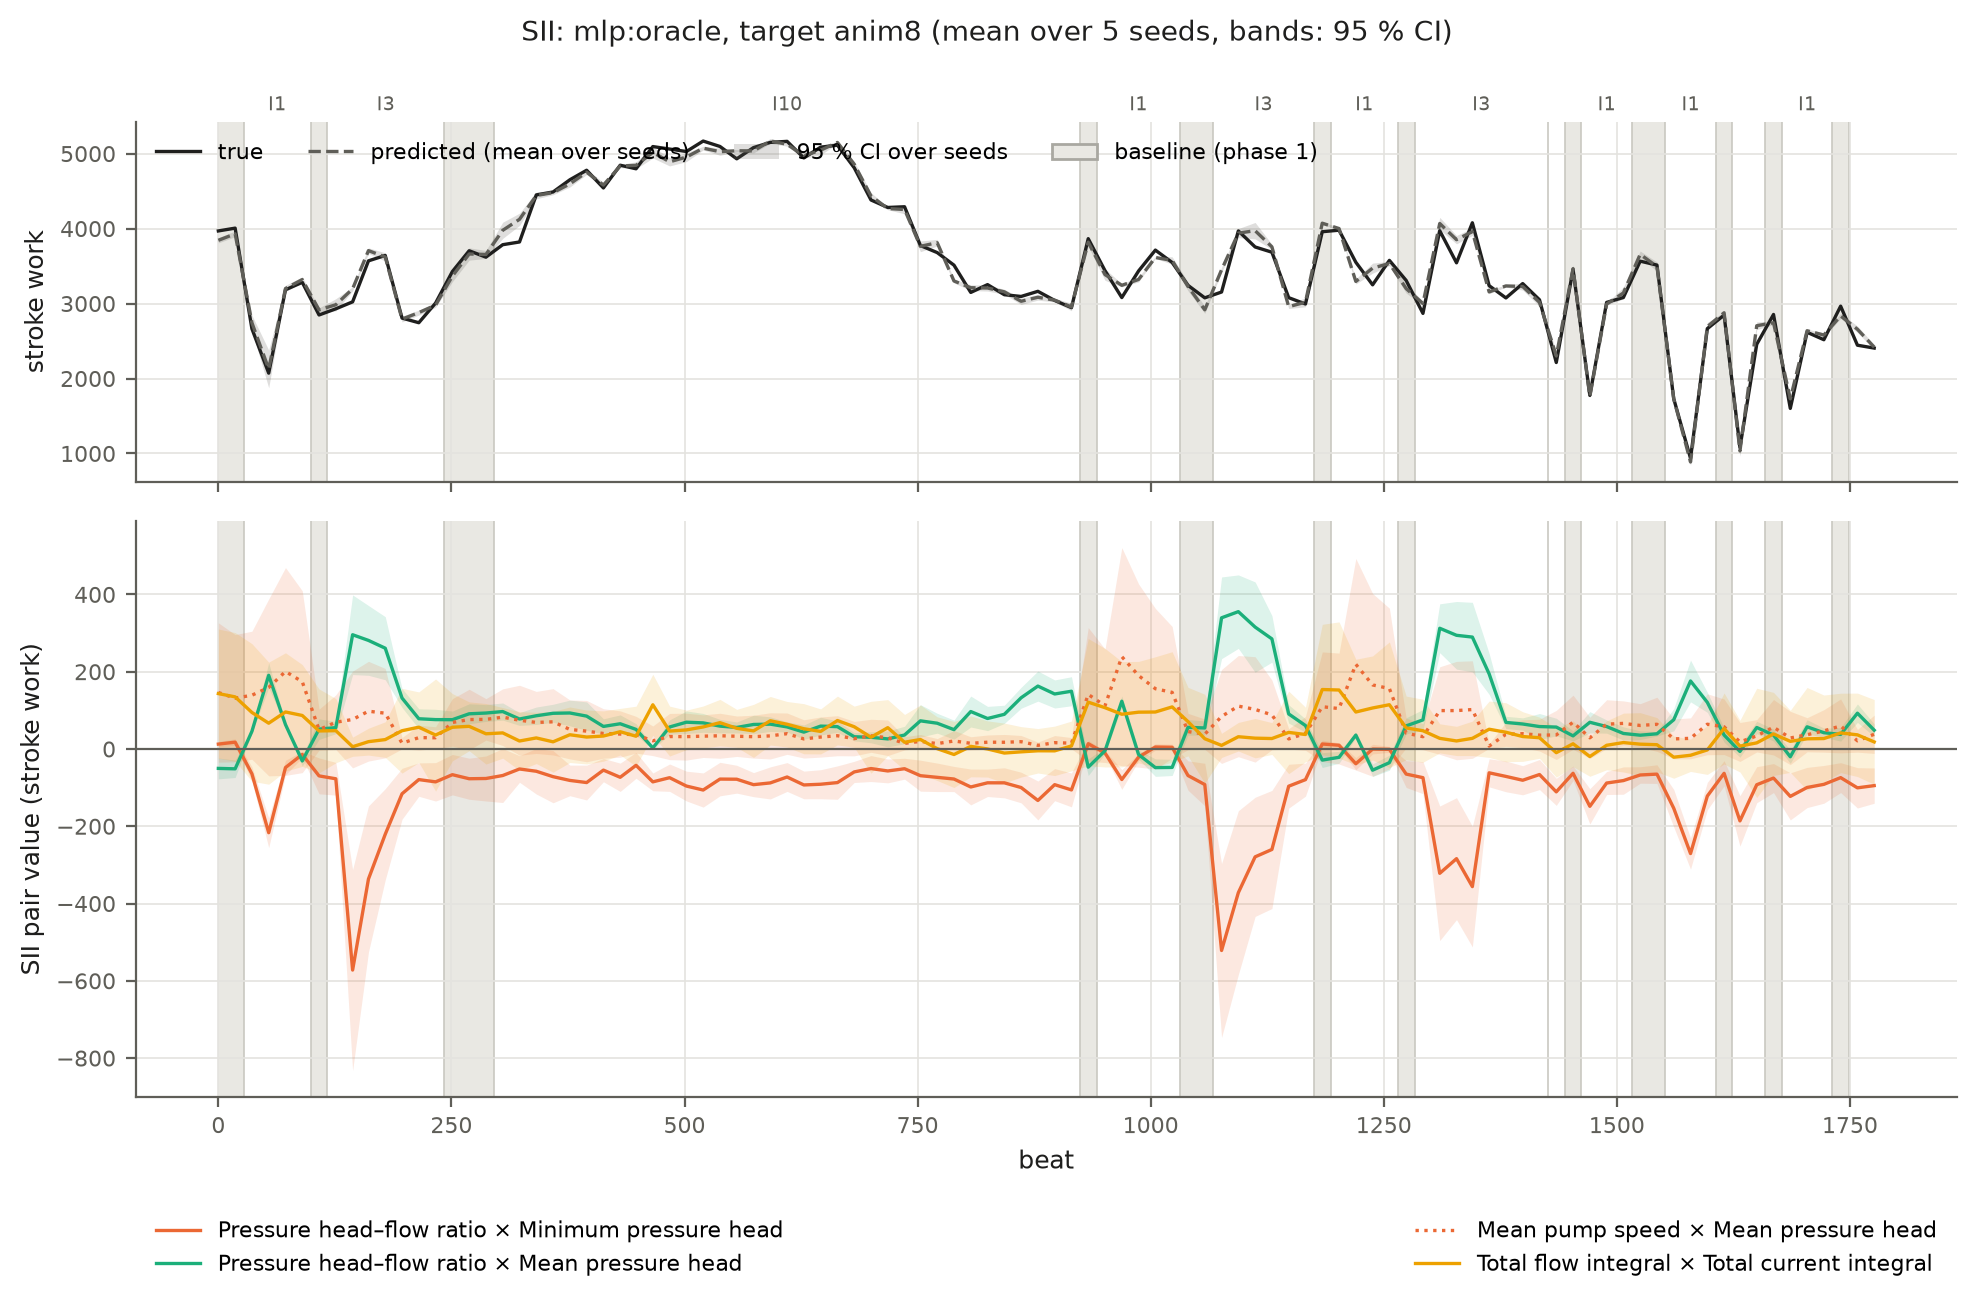 SII: mlp:oracle, target anim8 (mean over 5 seeds, bands: 95 % CI)
I1 I3 I10 I1 I3 I1 I3 I1 I1 I1
true predicted (mean over seeds) 95 % CI over seeds baseline (phase 1)
stroke work
5000
4000
3000
2000
1000
SII pair value (stroke work)
400
200
0
−200
−400
−600
−800
0 250 500 750 1000 1250 1500 1750
beat
Pressure head–flow ratio × Minimum pressure head
Pressure head–flow ratio × Mean pressure head
Mean pump speed × Mean pressure head
Total flow integral × Total current integral